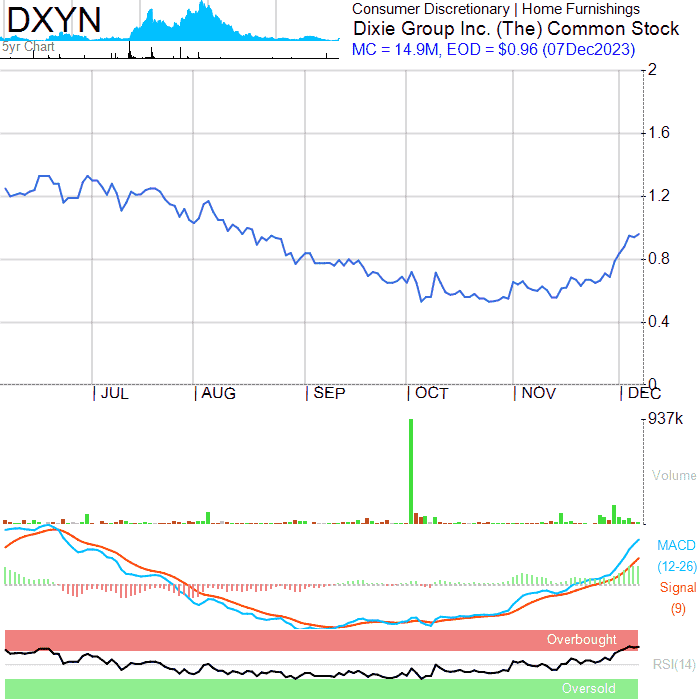 DXYN
5yr Chart
Consumer Discretionary | Home Furnishings
Dixie Group Inc. (The) Common Stock
MC = 14.9M, EOD = $0.96 (07Dec2023)
2
1.6
1.2
0.8
0.4
0
JUL AUG SEP OCT NOV DEC
937k
Volume
MACD
(12-26)
Signal
(9)
Overbought
RSI(14)
Oversold